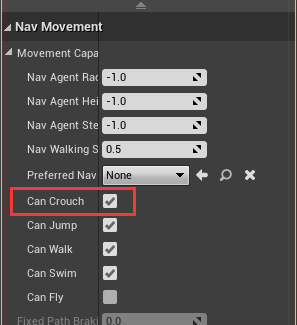 Nav Movement
Movement Capa
Nav Agent Rad -1.0
Nav Agent Hei -1.0
Nav Agent Ste -1.0
Nav Walking S 0.5
Preferred Nav None
Can Crouch
Can Jump
Can Walk
Can Swim
Can Fly
Fixed Path Braki 0.0